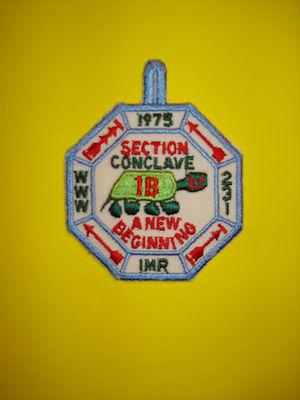 1975
SECTION
CONCLAVE
1B
WWW
231
A NEW
BEGINNING
IMR